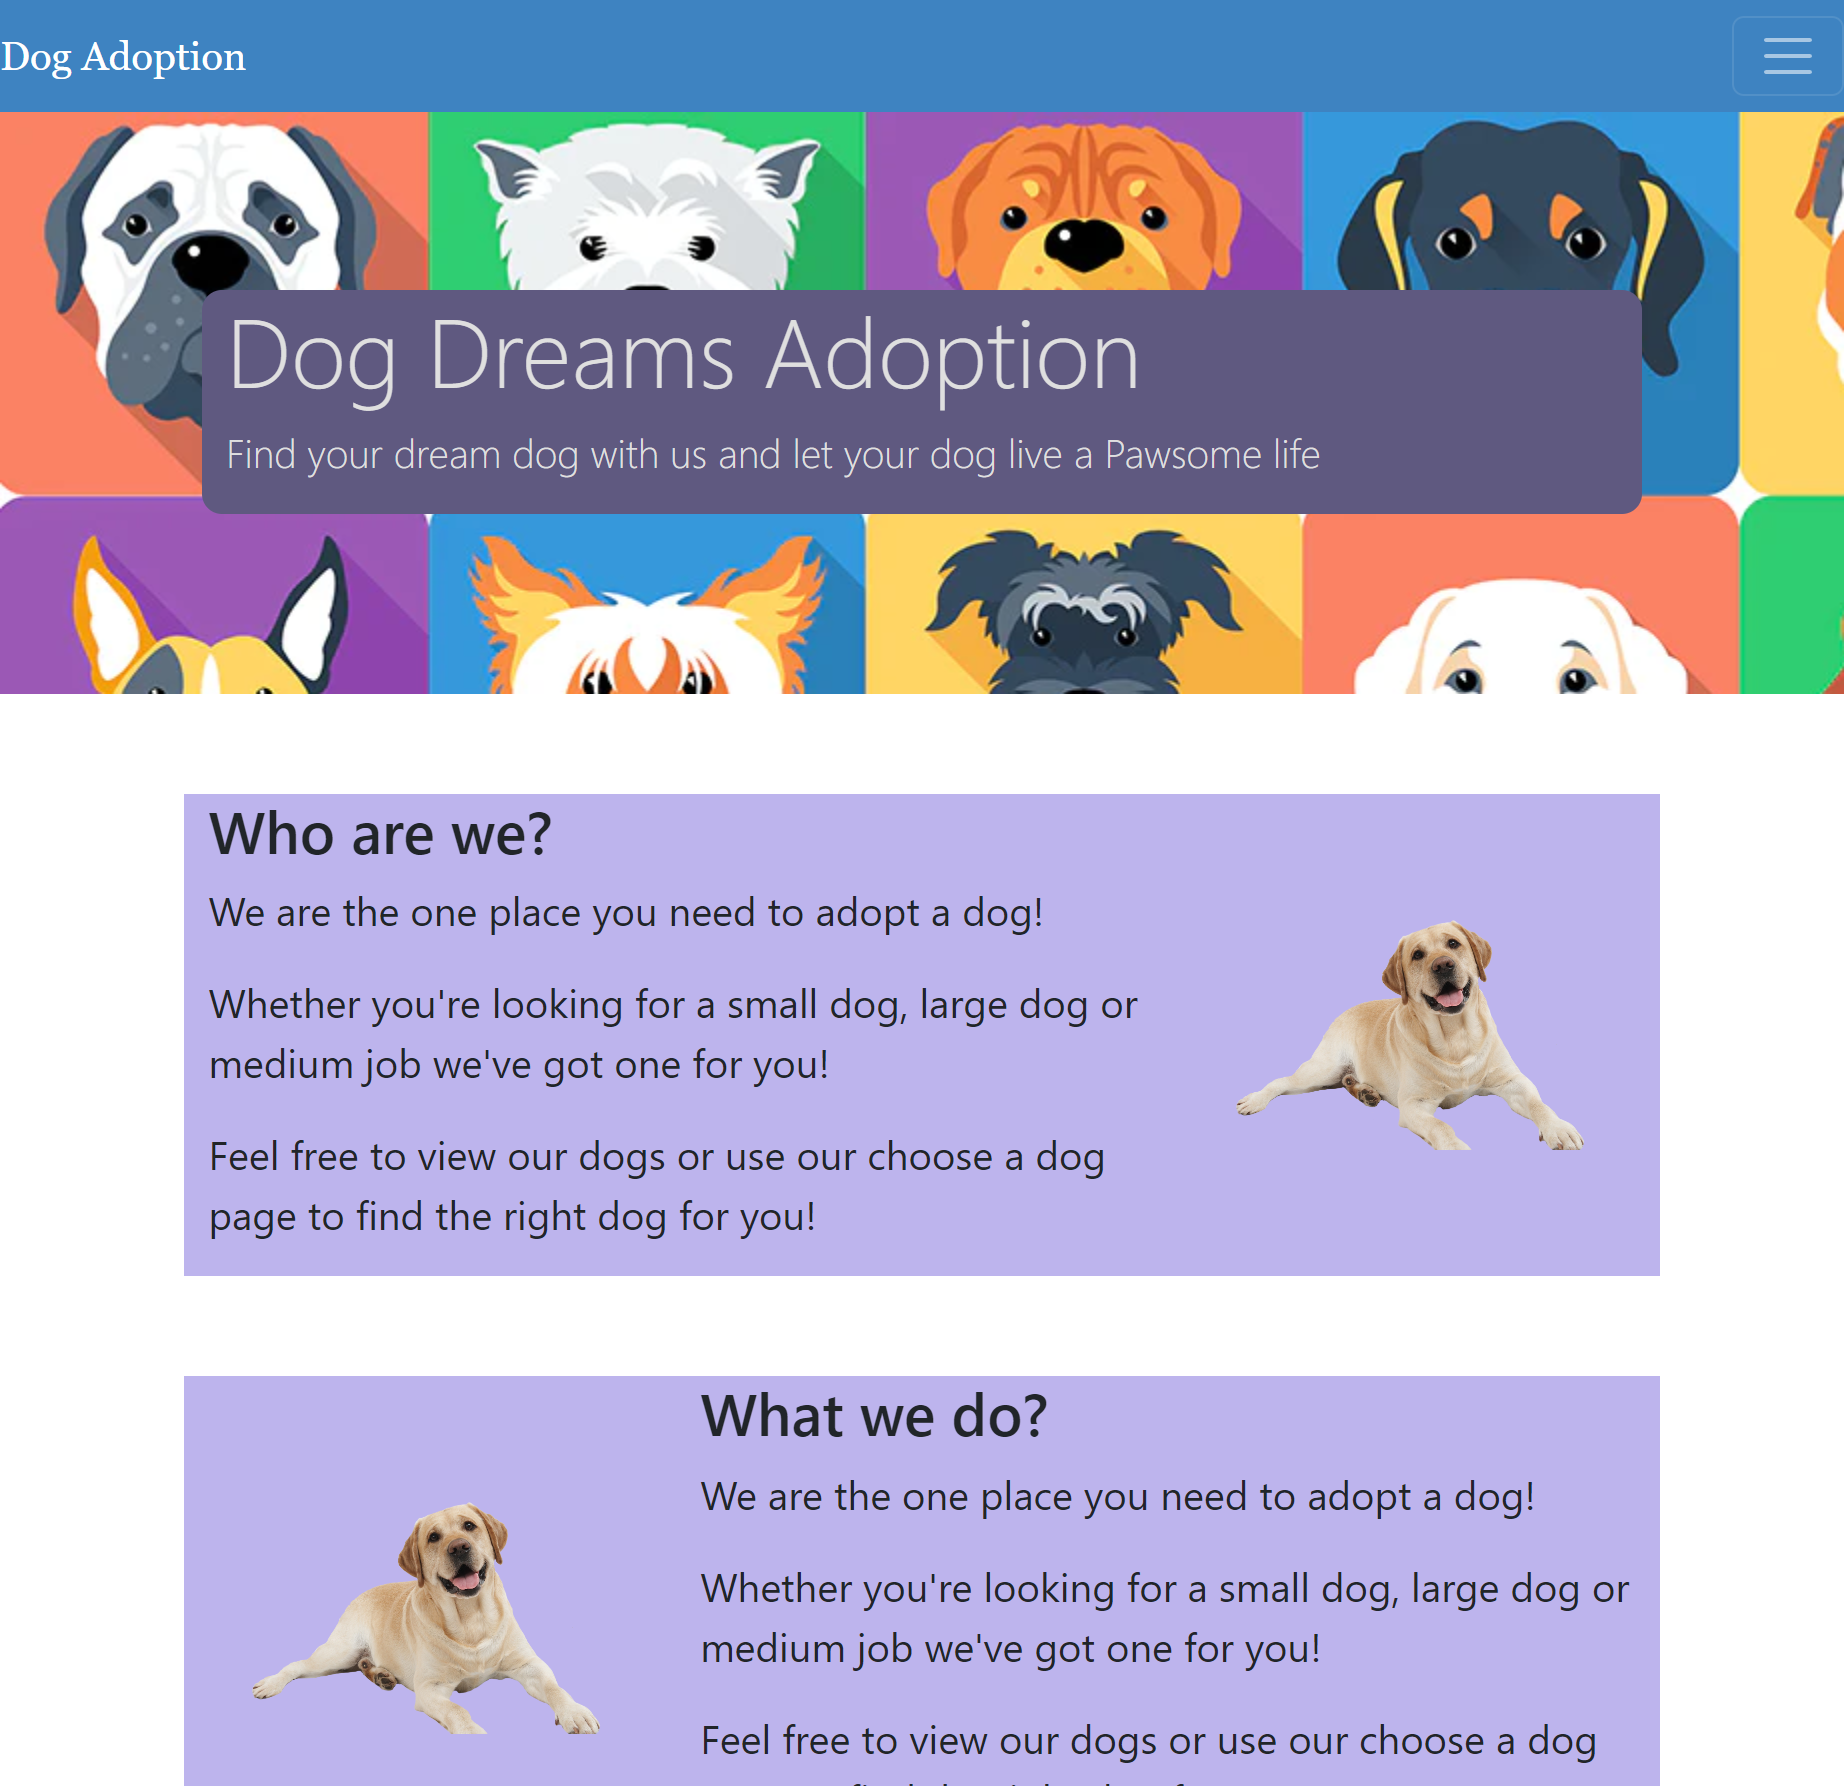 Dog Adoption
Dog Dreams Adoption
Find your dream dog with us and let your dog live a Pawsome life
Who are we?
We are the one place you need to adopt a dog!
Whether you're looking for a small dog, large dog or
medium job we've got one for you!
Feel free to view our dogs or use our choose a dog
page to find the right dog for you!
What we do?
We are the one place you need to adopt a dog!
Whether you're looking for a small dog, large dog or
medium job we've got one for you!
Feel free to view our dogs or use our choose a dog